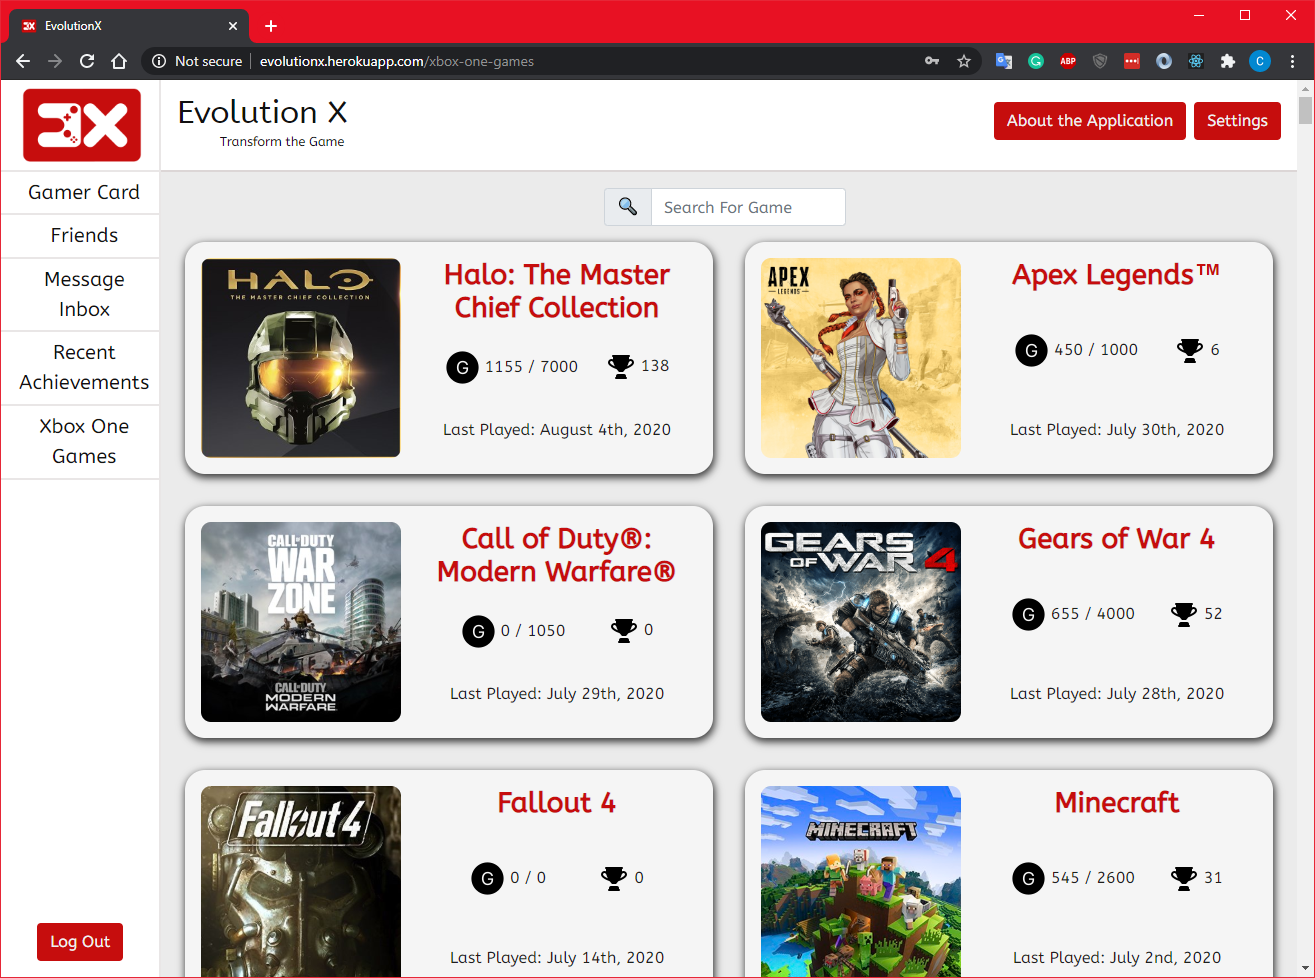 EvolutionX
Not secure
evolutionx.herokuapp.com/xbox-one-games
ABP
C
Evolution X
Transform the Game
About the Application
Settings
Gamer Card
Friends
Message
Inbox
Recent
Achievements
Xbox One
Games
Log Out
Search For Game
HALO
THE MASTER CHIEF COLLECTION
Halo: The Master
Chief Collection
G 1155 / 7000 138
Last Played: August 4th, 2020
APEX
LEGENDS
Apex Legends™
G 450 / 1000 6
Last Played: July 30th, 2020
CALL OF DUTY
WAR
ZONE
CALL OF DUTY
MODERN
WARFARE
Call of Duty®:
Modern Warfare®
G 0 / 1050 0
Last Played: July 29th, 2020
GEARS
OF WAR 4
Gears of War 4
G 655 / 4000 52
Last Played: July 28th, 2020
Fallout 4
Fallout 4
G 0 / 0 0
Last Played: July 14th, 2020
MINECRAFT
Minecraft
G 545 / 2600 31
Last Played: July 2nd, 2020